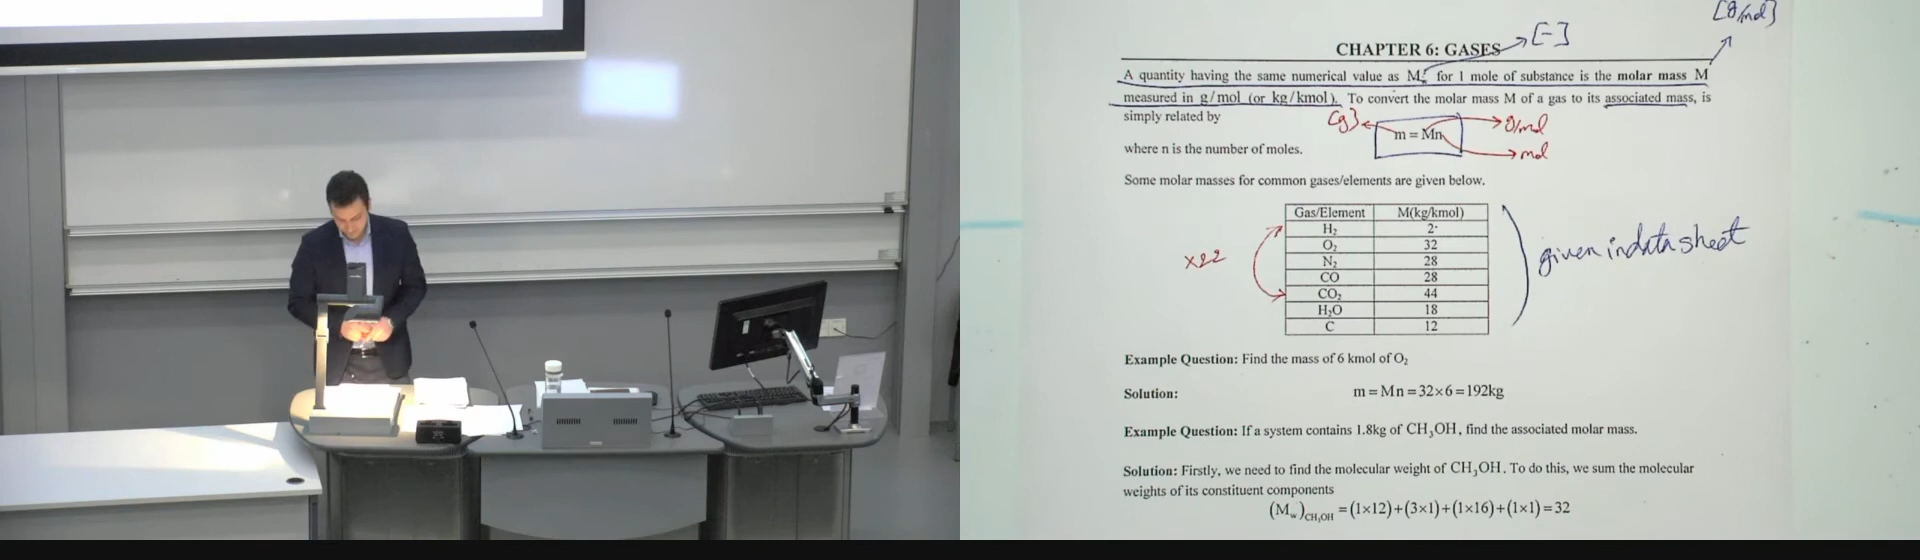 [g/mol]
CHAPTER 6: GASES [-]
A quantity having the same numerical value as Mw for 1 mole of substance is the molar mass M
measured in g/mol (or kg/kmol). To convert the molar mass M of a gas to its associated mass, is
simply related by
[g] m = Mn g/mol
mol
where n is the number of moles.
Some molar masses for common gases/elements are given below.
Gas/Element M(kg/kmol)
H₂ 2
O₂ 32
N₂ 28
CO 28
CO₂ 44
H₂O 18
C 12
×22
given in data sheet
Example Question: Find the mass of 6 kmol of O₂
Solution: m = Mn = 32×6 = 192kg
Example Question: If a system contains 1.8kg of CH₃OH, find the associated molar mass.
Solution: Firstly, we need to find the molecular weight of CH₃OH. To do this, we sum the molecular
weights of its constituent components
(Mw)CH₃OH = (1×12)+(3×1)+(1×16)+(1×1) = 32